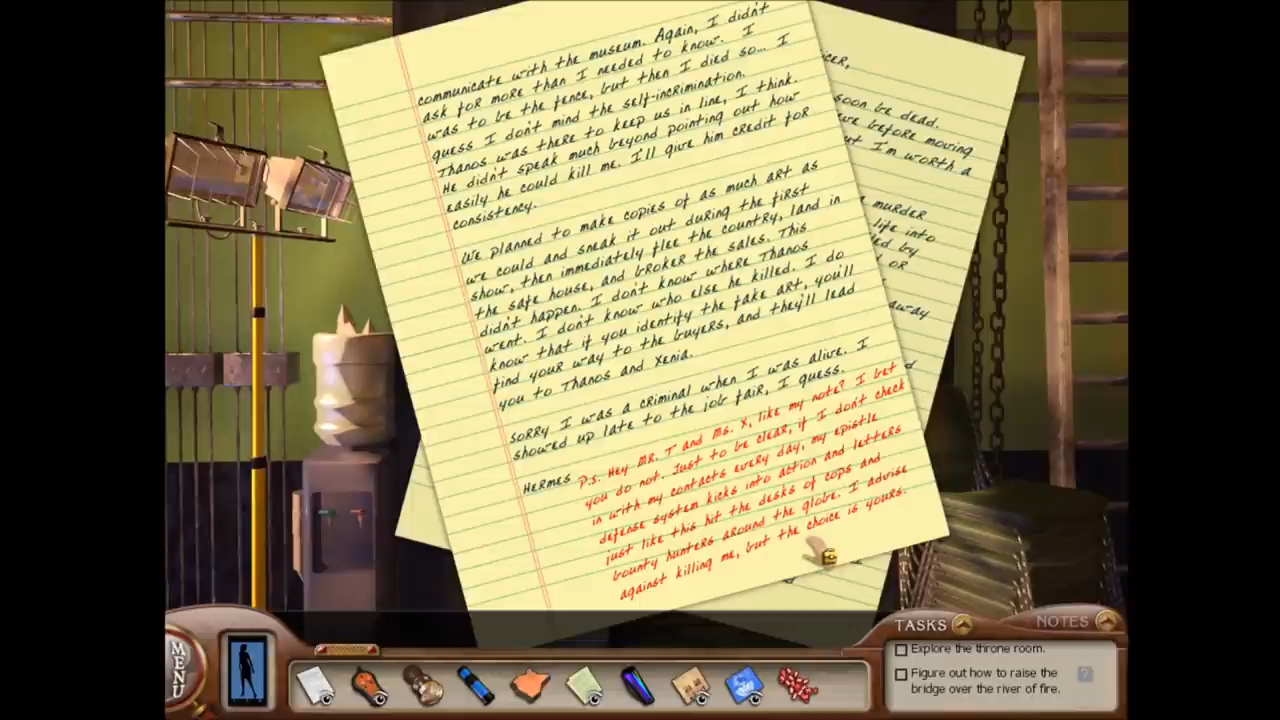 communicate with the museum. Again, I didn't
ask for more than I needed to know. I
was to be the fence, but then I died so... I
guess I don't mind the self-incrimination.
Thanos was there to keep us in line, I think.
He didn't speak much beyond pointing out how
easily he could kill me. I'll give him credit for
consistency.
We planned to make copies of as much art as
we could and sneak it out during the first
show, then immediately flee the country, land in
the safe house, and broker the sales. This
didn't happen. I don't know where Thanos
went. I don't know who else he killed. I do
know that if you identify the fake art, you'll
find your way to the buyers, and they'll lead
you to Thanos and Xenia.
Sorry I was a criminal when I was alive. I
showed up late to the job fair, I guess.
Hermes
P.S. Hey Mr. T and Ms. X, like my note? I bet
you do not. Just to be clear, if I don't check
in with my contacts every day, my epistle
defense system kicks into action and letters
just like this hit the desks of cops and
bounty hunters around the globe. I advise
against killing me, but the choice is yours.
icer,
soon be dead.
ve before moving
ut I'm worth a
murder
life into
ed by
or
away
MENU
TASKS
NOTES
Explore the throne room.
Figure out how to raise the
bridge over the river of fire.
?